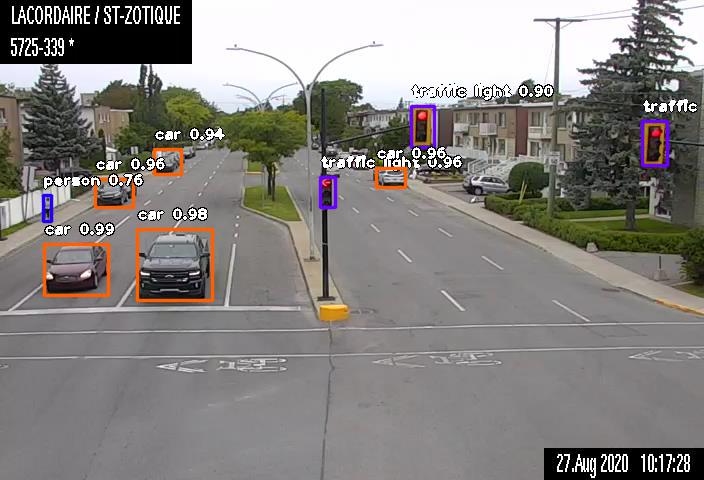 LACORDAIRE / ST-ZOTIQUE
5725-339 *
traffic light 0.90
traffic
car 0.94
car 0.96
traffic light 0.96
car 0.96
person 0.76
car 0.98
car 0.99
27.Aug 2020 10:17:28